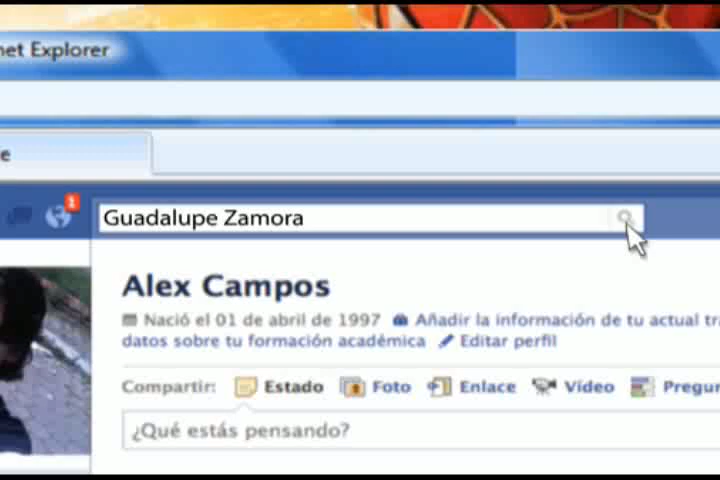 net Explorer
e
1
Guadalupe Zamora
Alex Campos
Nació el 01 de abril de 1997 Añadir la información de tu actual tra
datos sobre tu formación académica Editar perfil
Compartir: Estado Foto Enlace Vídeo Pregun
¿Qué estás pensando?